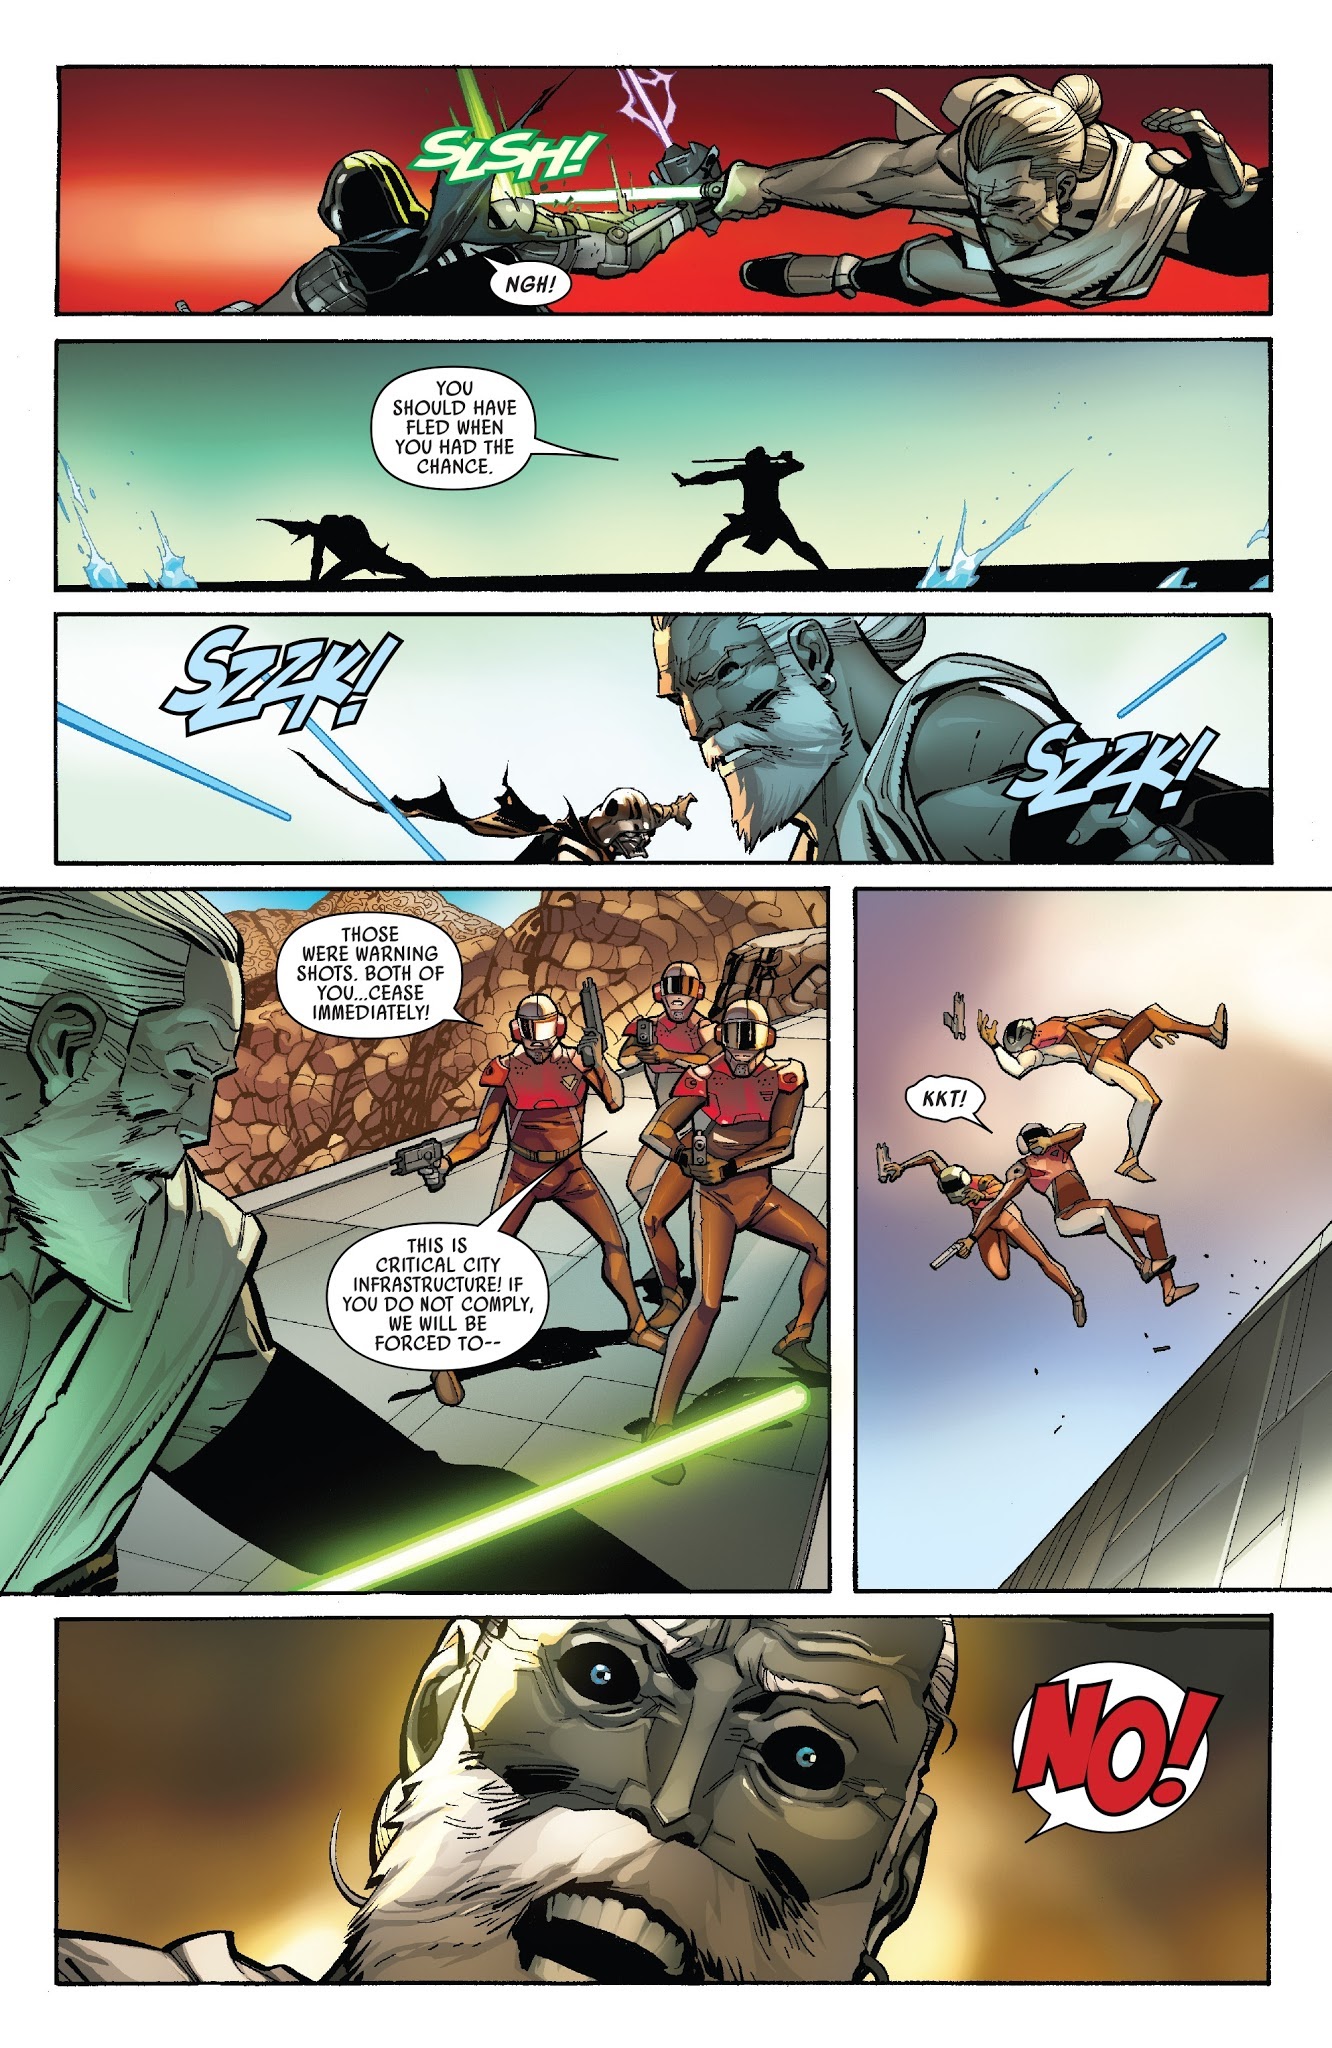 SLSH!
NGH!
YOU
SHOULD HAVE
FLED WHEN
YOU HAD THE
CHANCE.
SZZK!
SZZK!
THOSE
WERE WARNING
SHOTS. BOTH OF
YOU...CEASE
IMMEDIATELY!
THIS IS
CRITICAL CITY
INFRASTRUCTURE! IF
YOU DO NOT COMPLY,
WE WILL BE
FORCED TO--
KKT!
NO!